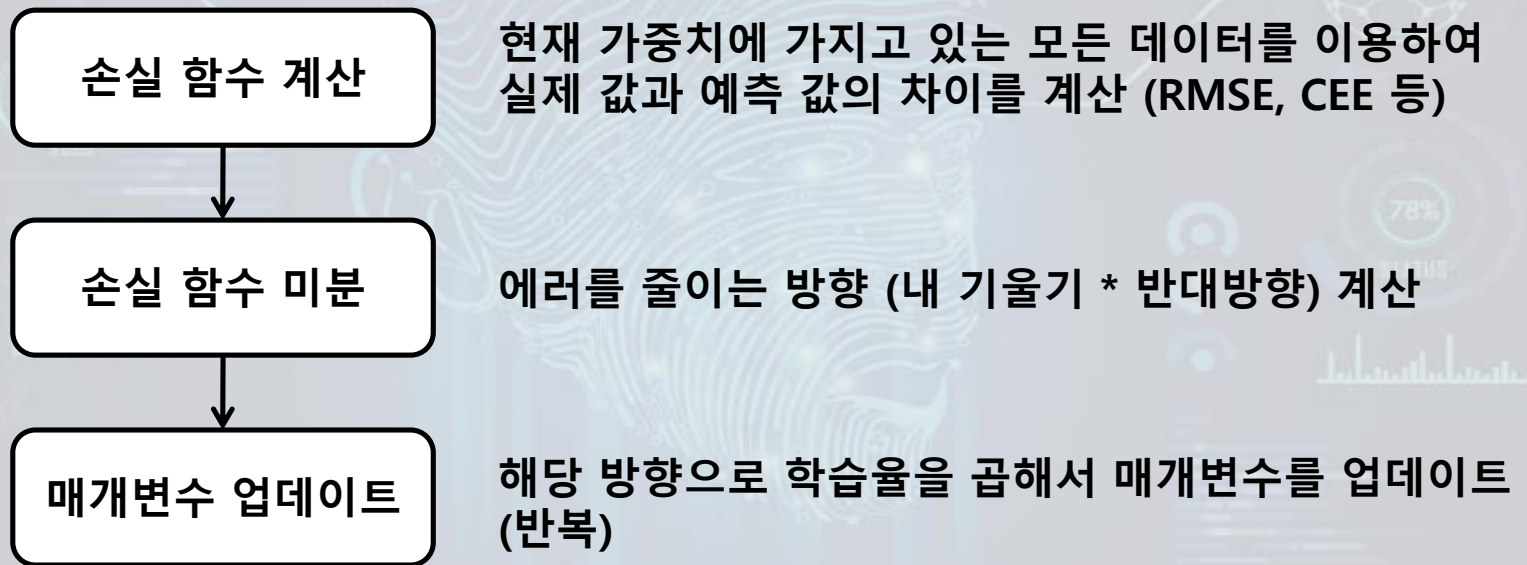 손실 함수 계산
현재 가중치에 가지고 있는 모든 데이터를 이용하여
실제 값과 예측 값의 차이를 계산 (RMSE, CEE 등)
78%
STATUS
손실 함수 미분
에러를 줄이는 방향 (내 기울기 * 반대방향) 계산
매개변수 업데이트
해당 방향으로 학습율을 곱해서 매개변수를 업데이트
(반복)